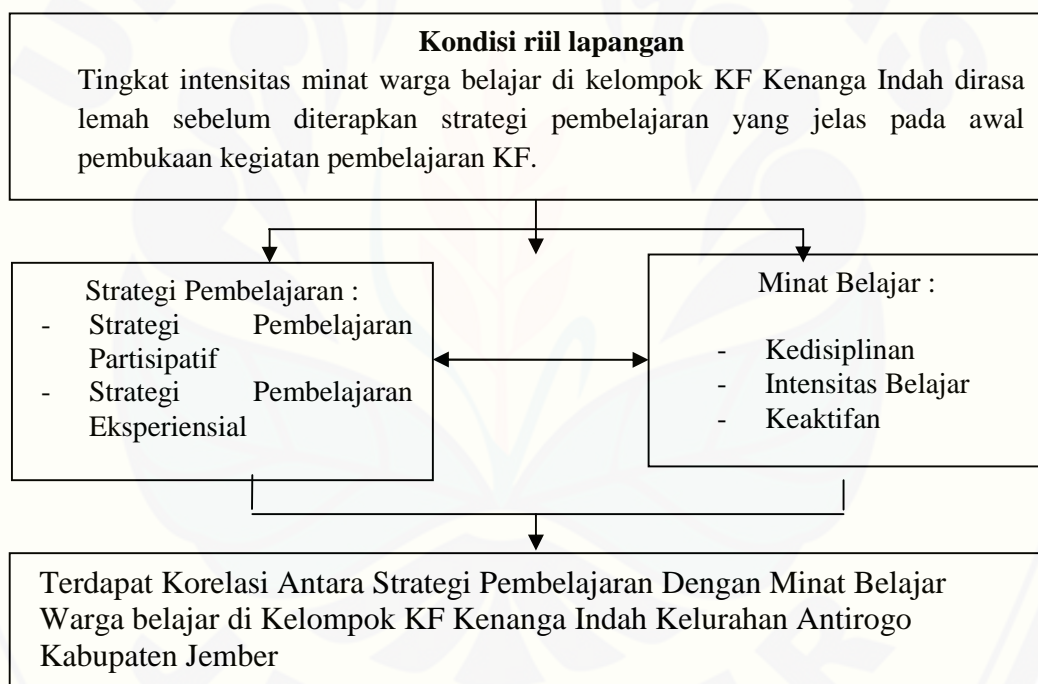 Kondisi riil lapangan
Tingkat intensitas minat warga belajar di kelompok KF Kenanga Indah dirasa
lemah sebelum diterapkan strategi pembelajaran yang jelas pada awal
pembukaan kegiatan pembelajaran KF.
Strategi Pembelajaran :
- Strategi Pembelajaran
Partisipatif
- Strategi Pembelajaran
Eksperiensial
Minat Belajar :
- Kedisiplinan
- Intensitas Belajar
- Keaktifan
Terdapat Korelasi Antara Strategi Pembelajaran Dengan Minat Belajar
Warga belajar di Kelompok KF Kenanga Indah Kelurahan Antirogo
Kabupaten Jember